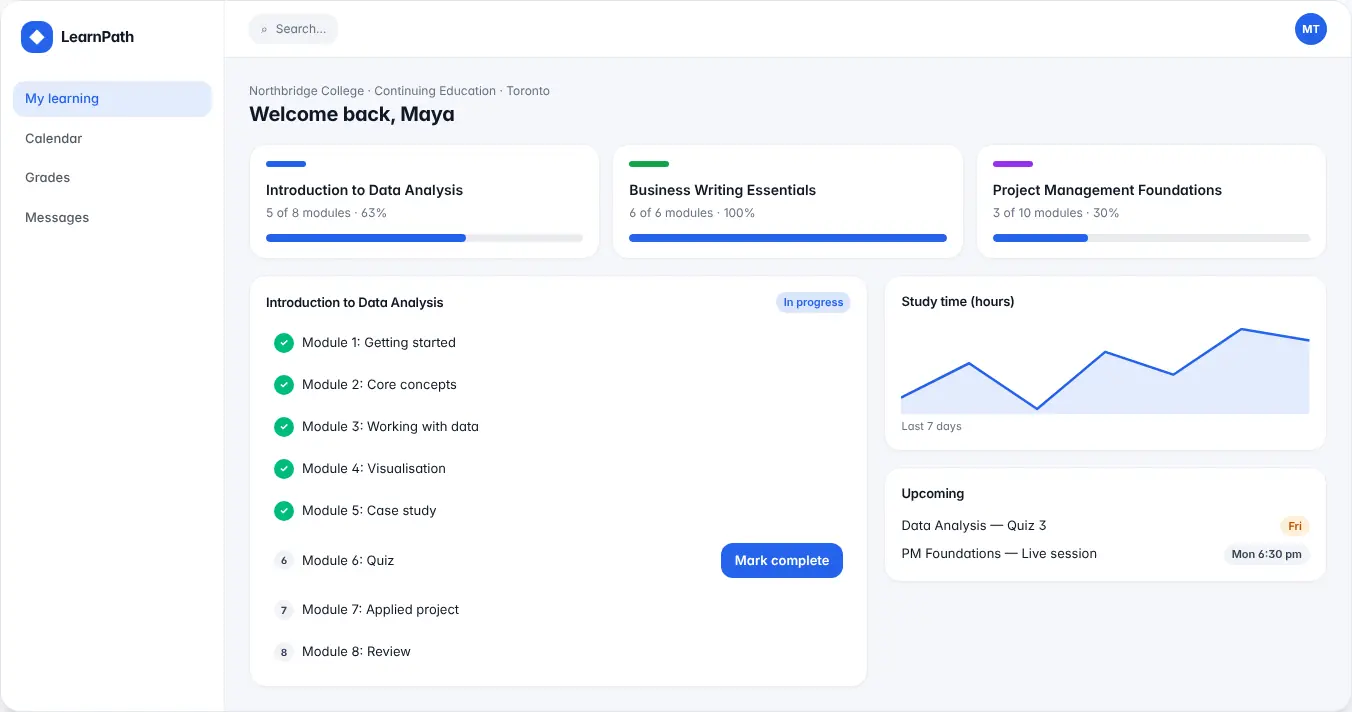 LearnPath
Search...
MT
My learning
Calendar
Grades
Messages
Northbridge College · Continuing Education · Toronto
Welcome back, Maya
Introduction to Data Analysis
5 of 8 modules · 63%
Business Writing Essentials
6 of 6 modules · 100%
Project Management Foundations
3 of 10 modules · 30%
Introduction to Data Analysis
In progress
Module 1: Getting started
Module 2: Core concepts
Module 3: Working with data
Module 4: Visualisation
Module 5: Case study
6 Module 6: Quiz
Mark complete
7 Module 7: Applied project
8 Module 8: Review
Study time (hours)
Last 7 days
Upcoming
Data Analysis — Quiz 3
Fri
PM Foundations — Live session
Mon 6:30 pm